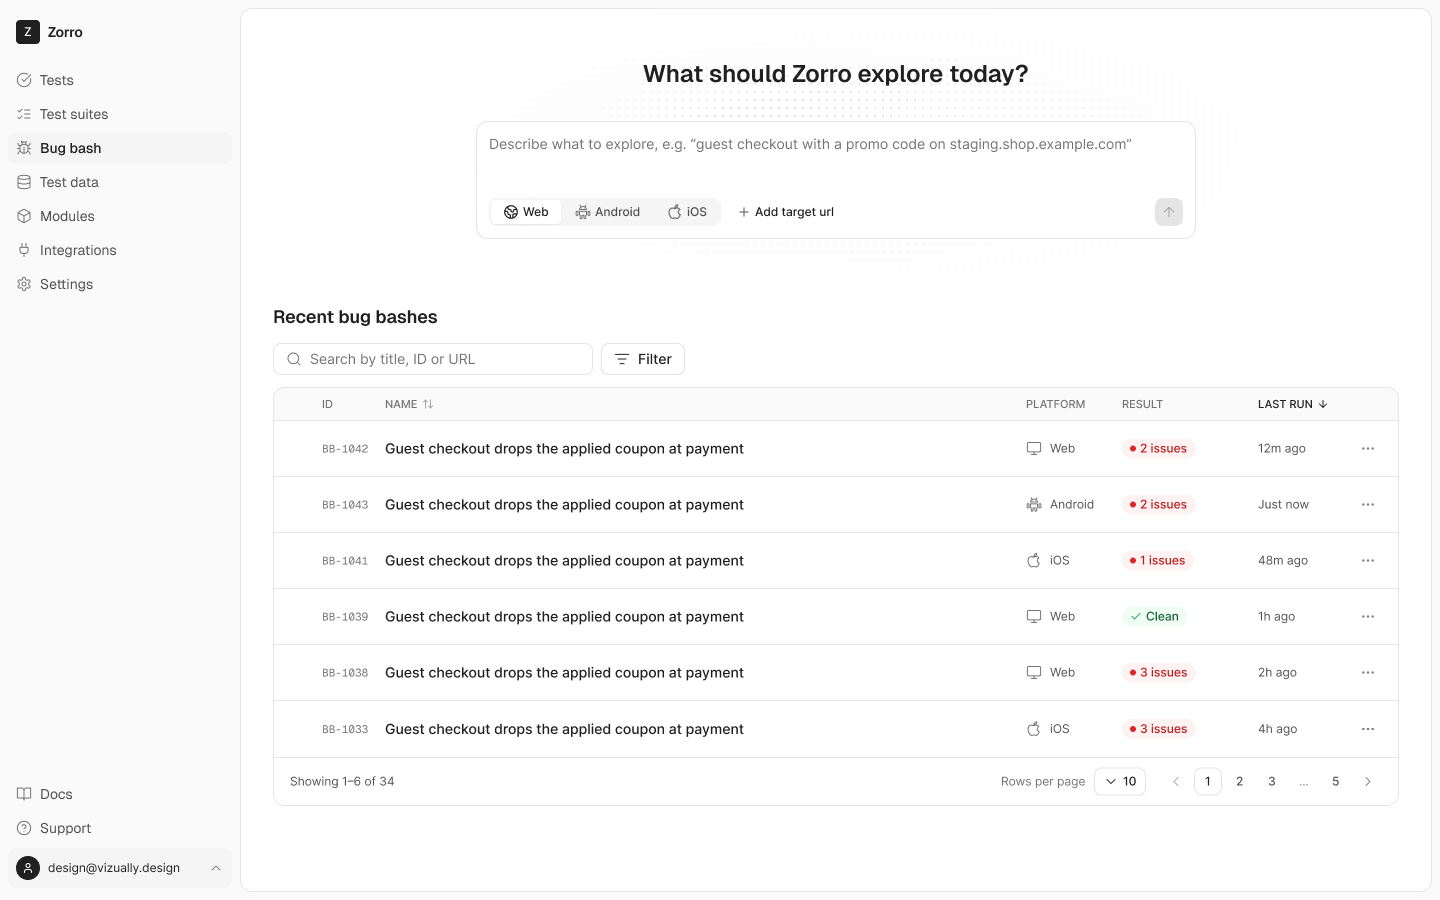 Z Zorro
Tests
Test suites
Bug bash
Test data
Modules
Integrations
Settings
Docs
Support
design@vizually.design
What should Zorro explore today?
Describe what to explore, e.g. “guest checkout with a promo code on staging.shop.example.com”
Web Android iOS Add target url
Recent bug bashes
Search by title, ID or URL Filter
ID NAME PLATFORM RESULT LAST RUN
BB-1042 Guest checkout drops the applied coupon at payment Web 2 issues 12m ago
BB-1043 Guest checkout drops the applied coupon at payment Android 2 issues Just now
BB-1041 Guest checkout drops the applied coupon at payment iOS 1 issues 48m ago
BB-1039 Guest checkout drops the applied coupon at payment Web Clean 1h ago
BB-1038 Guest checkout drops the applied coupon at payment Web 3 issues 2h ago
BB-1033 Guest checkout drops the applied coupon at payment iOS 3 issues 4h ago
Showing 1–6 of 34 Rows per page 10 1 2 3 ... 5